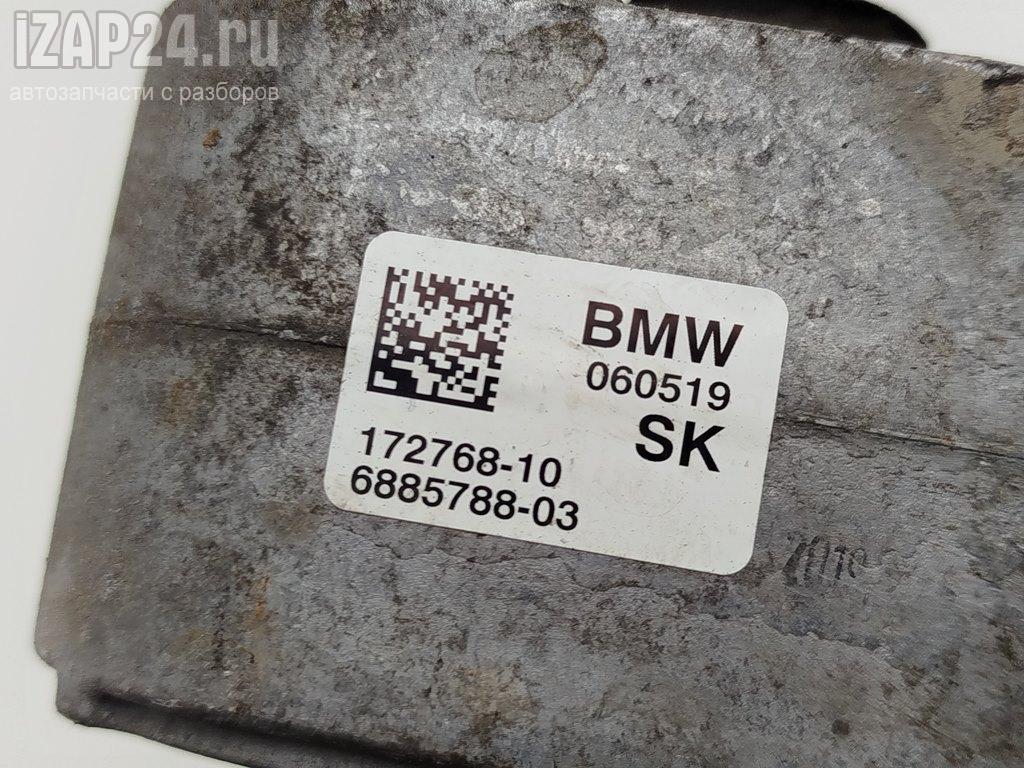 iZAP24.ru
автозапчасти с разборов
BMW
060519
SK
172768-10
6885788-03